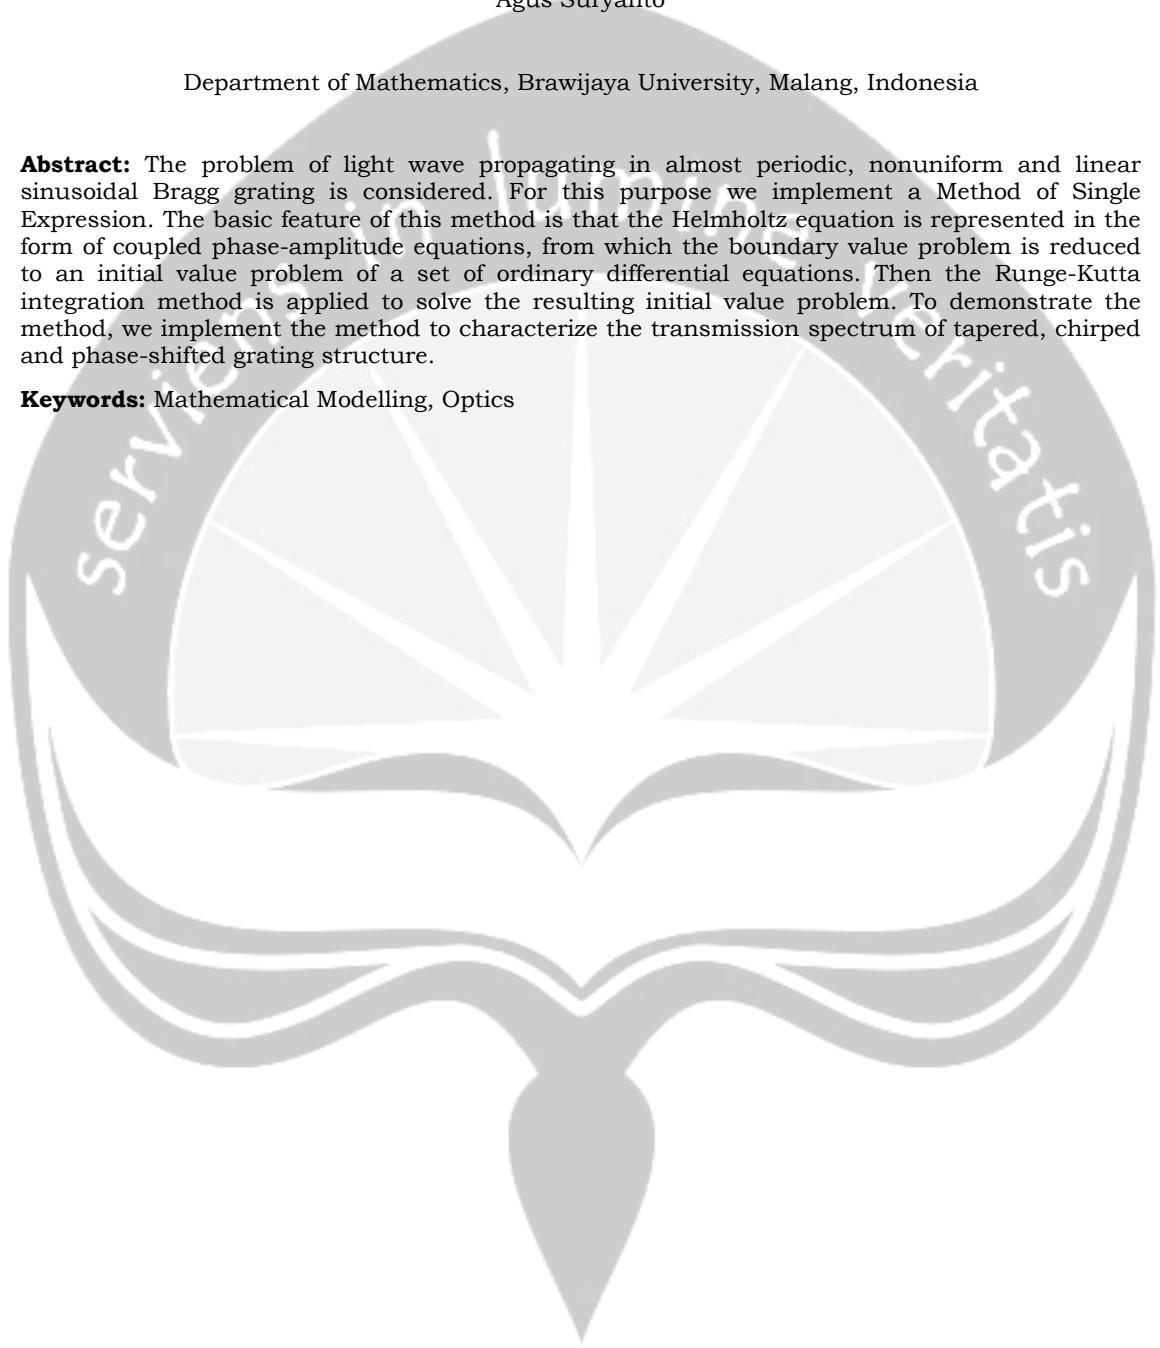 Agus Suryanto
Department of Mathematics, Brawijaya University, Malang, Indonesia
Abstract: The problem of light wave propagating in almost periodic, nonuniform and linear
sinusoidal Bragg grating is considered. For this purpose we implement a Method of Single
Expression. The basic feature of this method is that the Helmholtz equation is represented in the
form of coupled phase-amplitude equations, from which the boundary value problem is reduced
to an initial value problem of a set of ordinary differential equations. Then the Runge-Kutta
integration method is applied to solve the resulting initial value problem. To demonstrate the
method, we implement the method to characterize the transmission spectrum of tapered, chirped
and phase-shifted grating structure.
Keywords: Mathematical Modelling, Optics
serviens in lumine veritatis